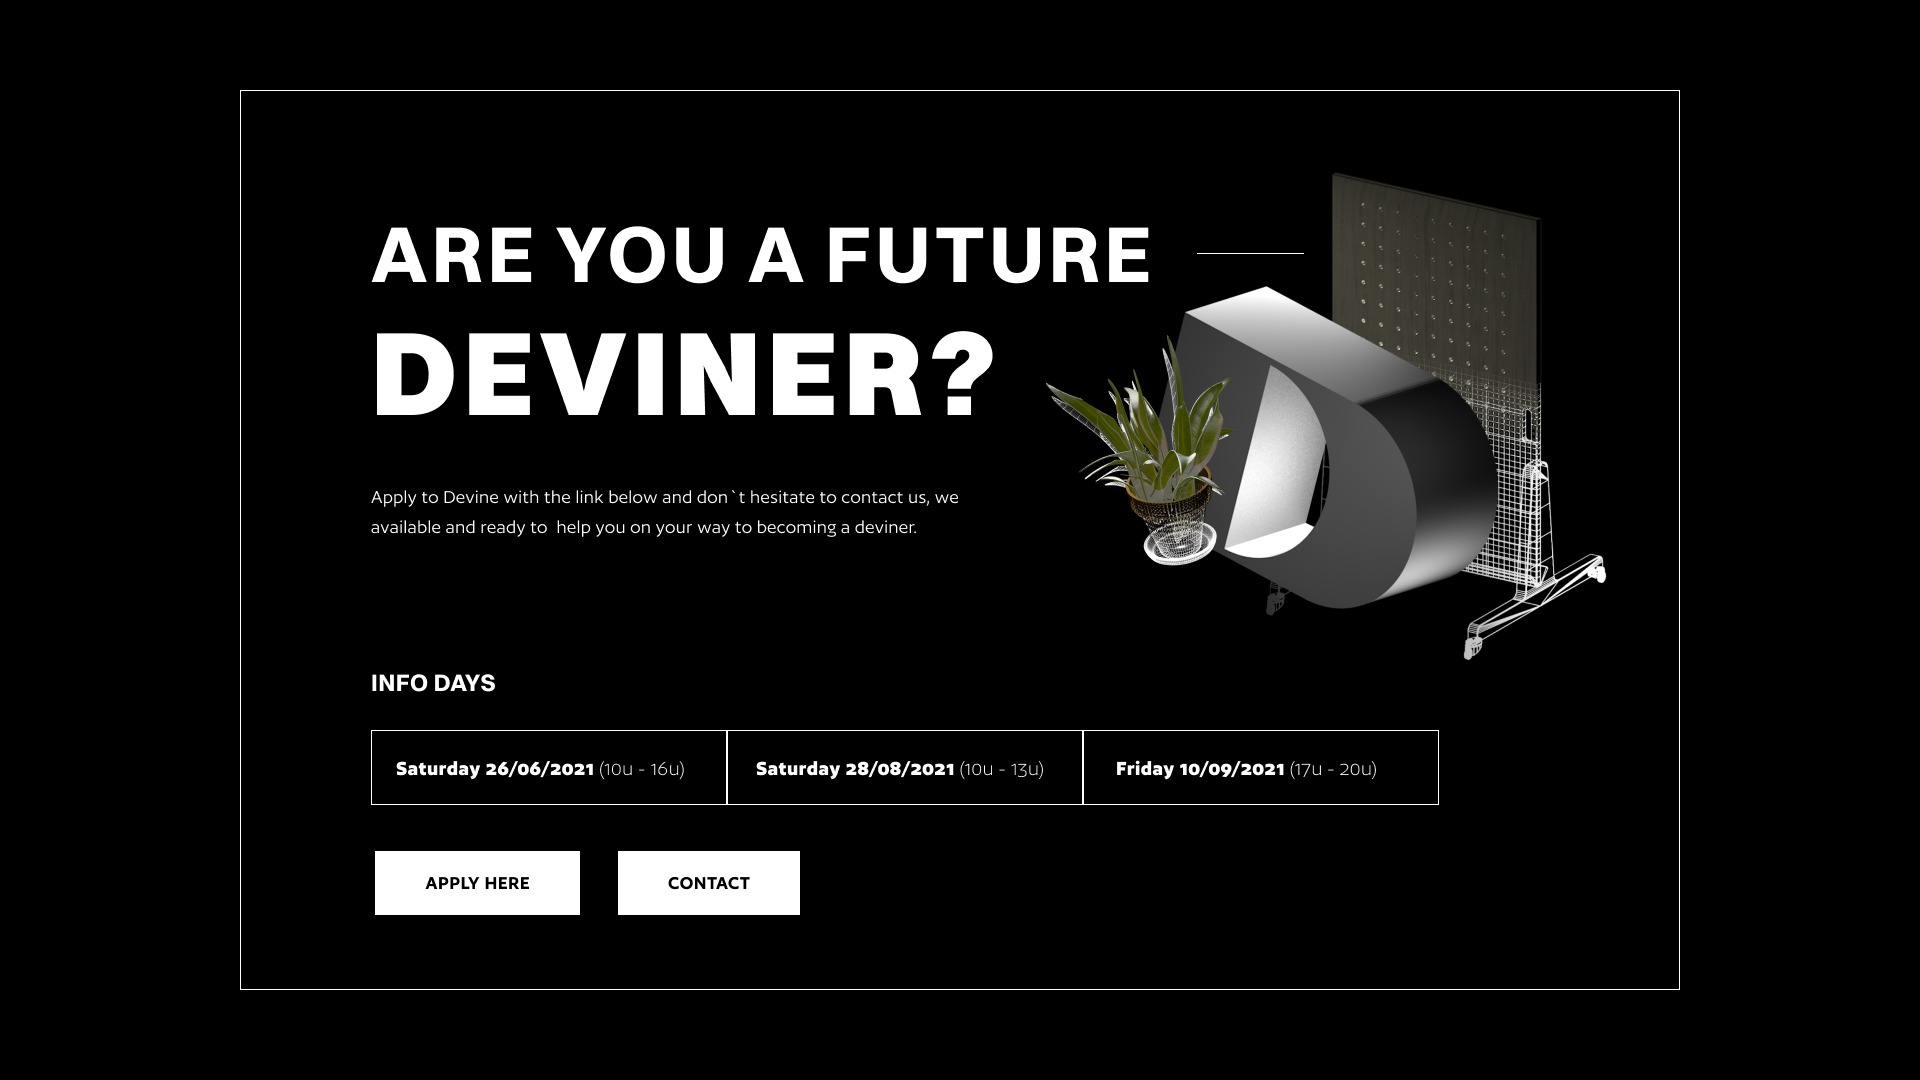 ARE YOU A FUTURE
DEVINER?
Apply to Devine with the link below and don`t hesitate to contact us, we
available and ready to  help you on your way to becoming a deviner.
INFO DAYS
Saturday 26/06/2021 (10u - 16u)
Saturday 28/08/2021 (10u - 13u)
Friday 10/09/2021 (17u - 20u)
APPLY HERE
CONTACT